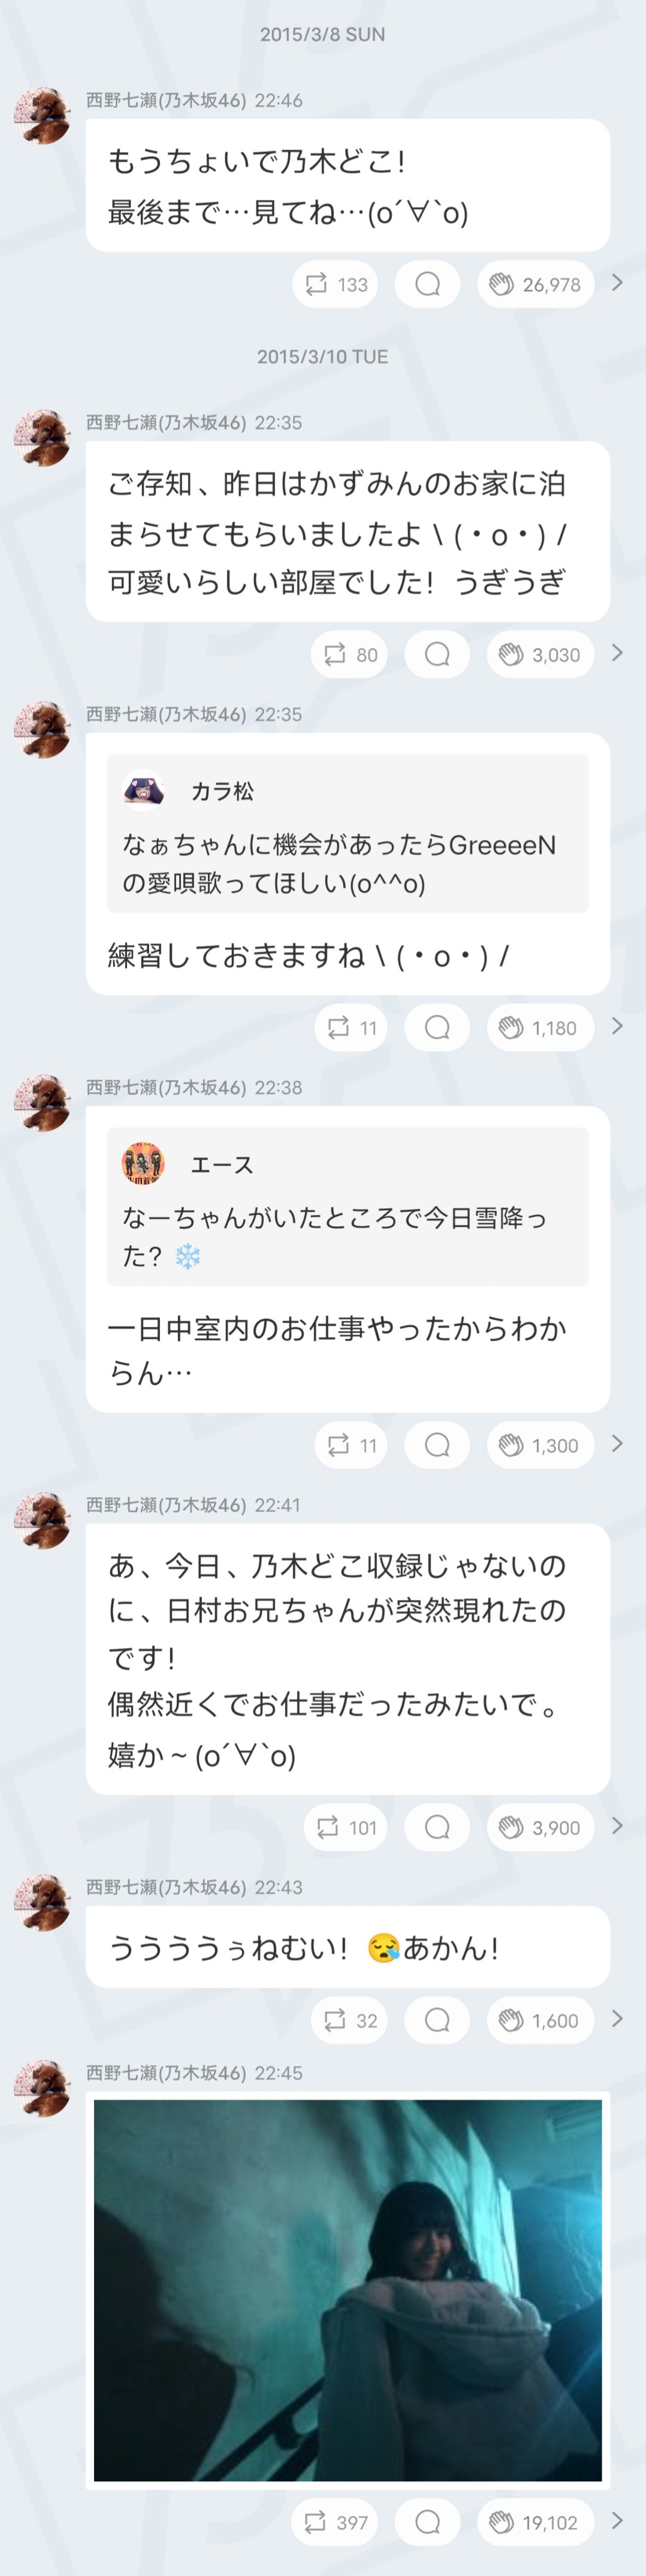 2015/3/8 SUN
西野七瀬(乃木坂46) 22:46
もうちょいで乃木どこ!
最後まで…見てね…(o´∀`o)
133
26,978
2015/3/10 TUE
西野七瀬(乃木坂46) 22:35
ご存知、昨日はかずみんのお家に泊
まらせてもらいましたよ \ (・o・) /
可愛いらしい部屋でした! うぎうぎ
80
3,030
西野七瀬(乃木坂46) 22:35
カラ松
なぁちゃんに機会があったらGreeeeN
の愛唄歌ってほしい(o^^o)
練習しておきますね \ (・o・) /
11
1,180
西野七瀬(乃木坂46) 22:38
エース
なーちゃんがいたところで今日雪降っ
た? ❄️
一日中室内のお仕事やったからわか
らん…
11
1,300
西野七瀬(乃木坂46) 22:41
あ、今日、乃木どこ収録じゃないの
に、日村お兄ちゃんが突然現れたの
です!
偶然近くでお仕事だったみたいで。
嬉か ~ (o´∀`o)
101
3,900
西野七瀬(乃木坂46) 22:43
ううううぅねむい! 😪あかん!
32
1,600
西野七瀬(乃木坂46) 22:45
397
19,102